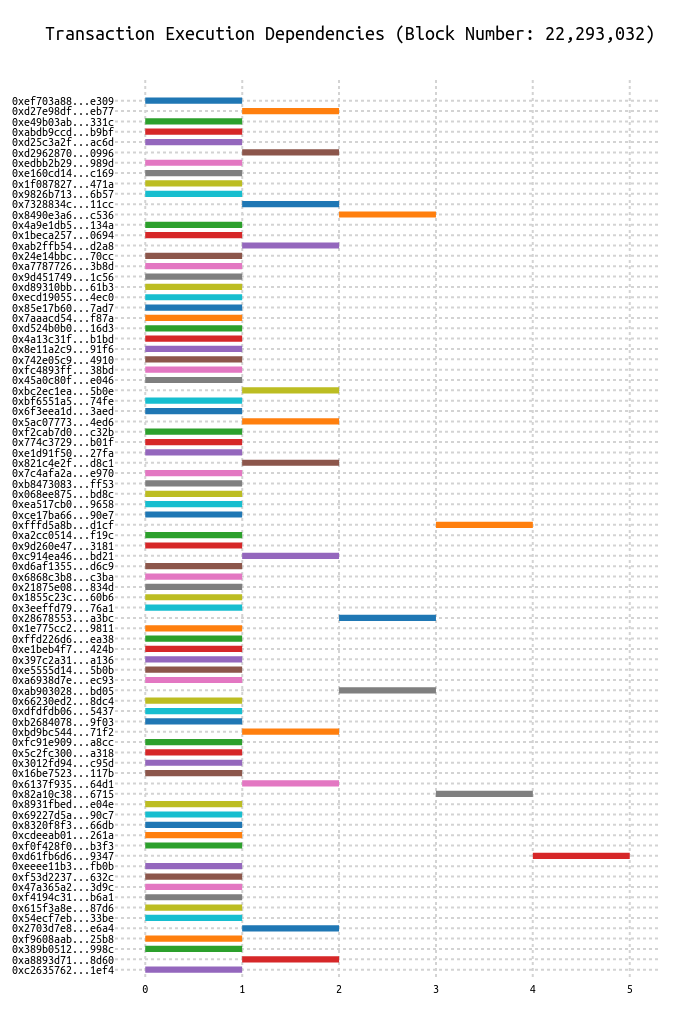 Transaction Execution Dependencies (Block Number: 22,293,032)
0xef703a88...e309
0xd27e98df...eb77
0xe49b03ab...331c
0xabdb9ccd...b9bf
0xd25c3a2f...ac6d
0xd2962870...0996
0xedbb2b29...989d
0xe160cd14...c169
0x1f087827...471a
0x9826b713...6b57
0x7328834c...11cc
0x8490e3a6...c536
0x4a9e1db5...134a
0x1beca257...0694
0xab2ffb54...d2a8
0x24e14bbc...70cc
0xa7787726...3b8d
0x9d451749...1c56
0xd89310bb...61b3
0xecd19055...4ec0
0x85e17b60...7ad7
0x7aaacd54...f87a
0xd524b0b0...16d3
0x4a13c31f...b1bd
0x8e11a2c9...91f6
0x742e05c9...4910
0xfc4893ff...38bd
0x45a0c80f...e046
0xbc2ec1ea...5b0e
0xbf6551a5...74fe
0x6f3eea1d...3aed
0x5ac07773...4ed6
0xf2cab7d0...c32b
0x774c3729...b01f
0xe1d91f50...27fa
0x821c4e2f...d8c1
0x7c4afa2a...e970
0xb8473083...ff53
0x068ee875...bd8c
0xea517cb0...9658
0xce17ba66...90e7
0xfffd5a8b...d1cf
0xa2cc0514...f19c
0x9d260e47...3181
0xc914ea46...bd21
0xd6af1355...d6c9
0x6868c3b8...c3ba
0x21875e08...834d
0x1855c23c...60b6
0x3eeffd79...76a1
0x28678553...a3bc
0x1e775cc2...9811
0xffd226d6...ea38
0xe1beb4f7...424b
0x397c2a31...a136
0xe5555d14...5b0b
0xa6938d7e...ec93
0xab903028...bd05
0x66230ed2...8dc4
0xdfdfdb06...5437
0xb2684078...9f03
0xbd9bc544...71f2
0xfc91e909...a8cc
0x5c2fc300...a318
0x3012fd94...c95d
0x16be7523...117b
0x6137f935...64d1
0x82a10c38...6715
0x8931fbed...e04e
0x69227d5a...90c7
0x8320f8f3...66db
0xcdeeab01...261a
0xf0f428f0...b3f3
0xd61fb6d6...9347
0xeeee11b3...fb0b
0xf53d2237...632c
0x47a365a2...3d9c
0xf4194c31...b6a1
0x615f3a8e...87d6
0x54ecf7eb...33be
0x2703d7e8...e6a4
0xf9608aab...25b8
0x389b0512...998c
0xa8893d71...8d60
0xc2635762...1ef4
0 1 2 3 4 5